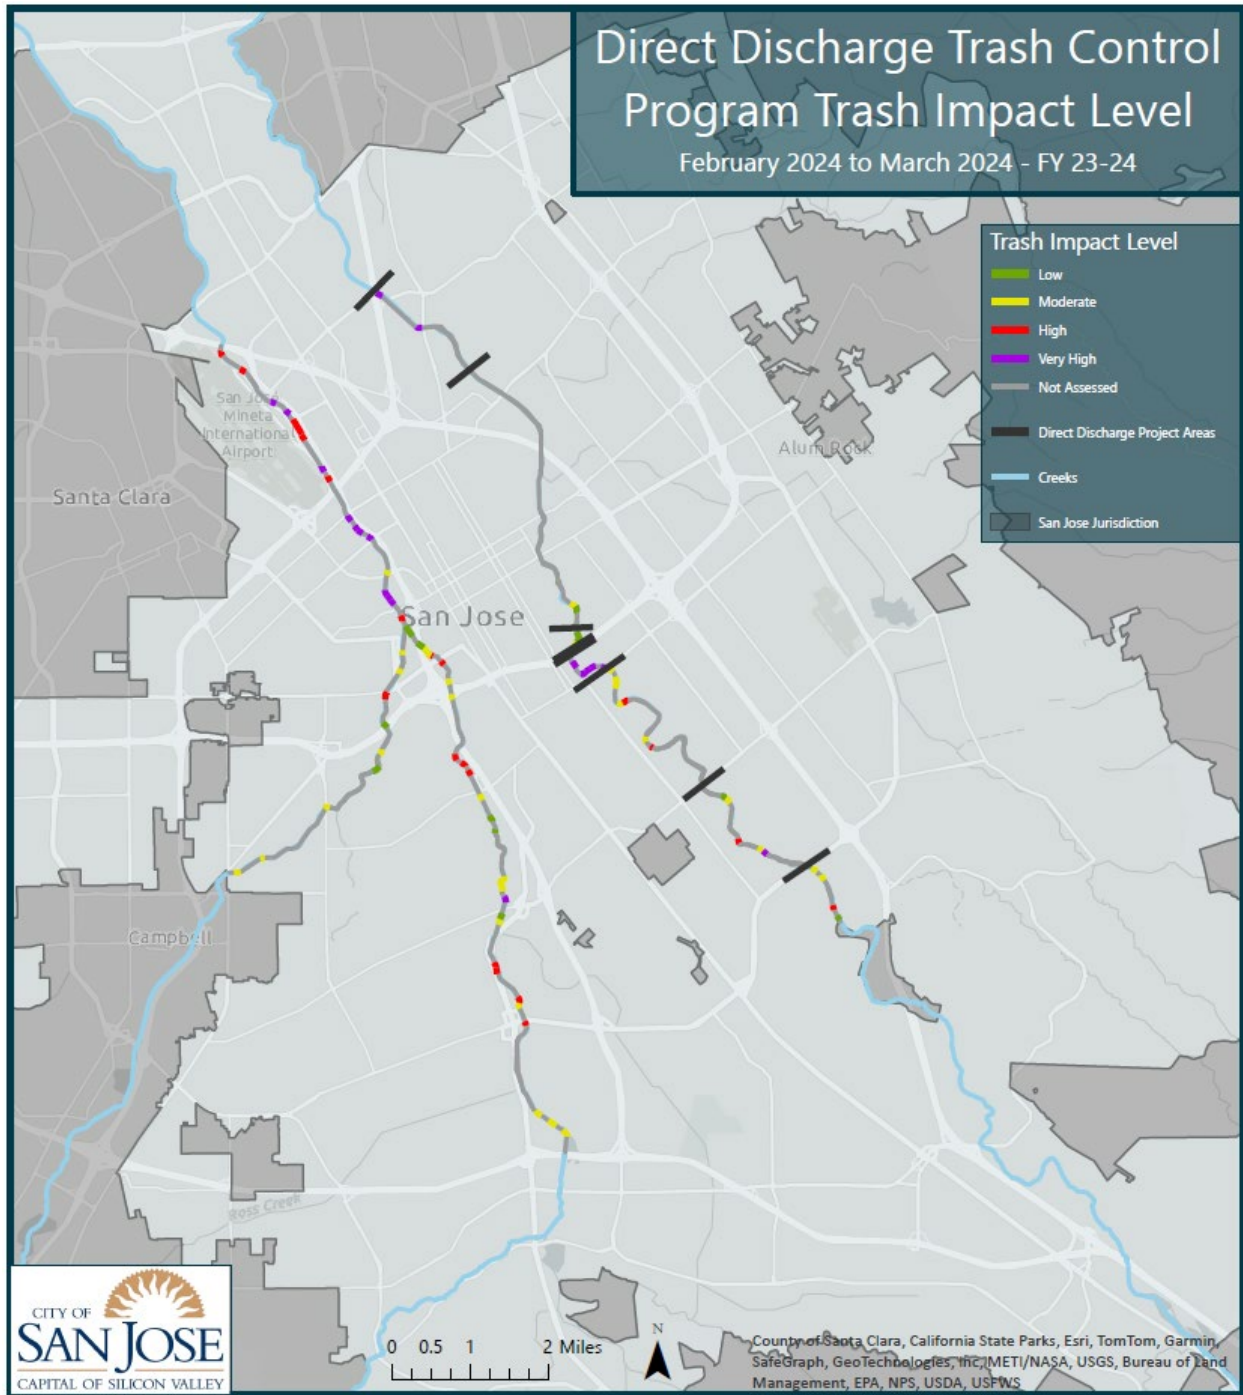 Direct Discharge Trash Control
Program Trash Impact Level
February 2024 to March 2024 - FY 23-24
Trash Impact Level
Low
Moderate
High
Very High
Not Assessed
Direct Discharge Project Areas
Creeks
San Jose Jurisdiction
San José
Mineta
International
Airport
Alum Rock
Santa Clara
San Jose
Campbell
Ross Creek
CITY OF
SAN JOSE
CAPITAL OF SILICON VALLEY
0 0.5 1 2 Miles
N
County of Santa Clara, California State Parks, Esri, TomTom, Garmin,
SafeGraph, GeoTechnologies, Inc, METI/NASA, USGS, Bureau of Land
Management, EPA, NPS, USDA, USFWS